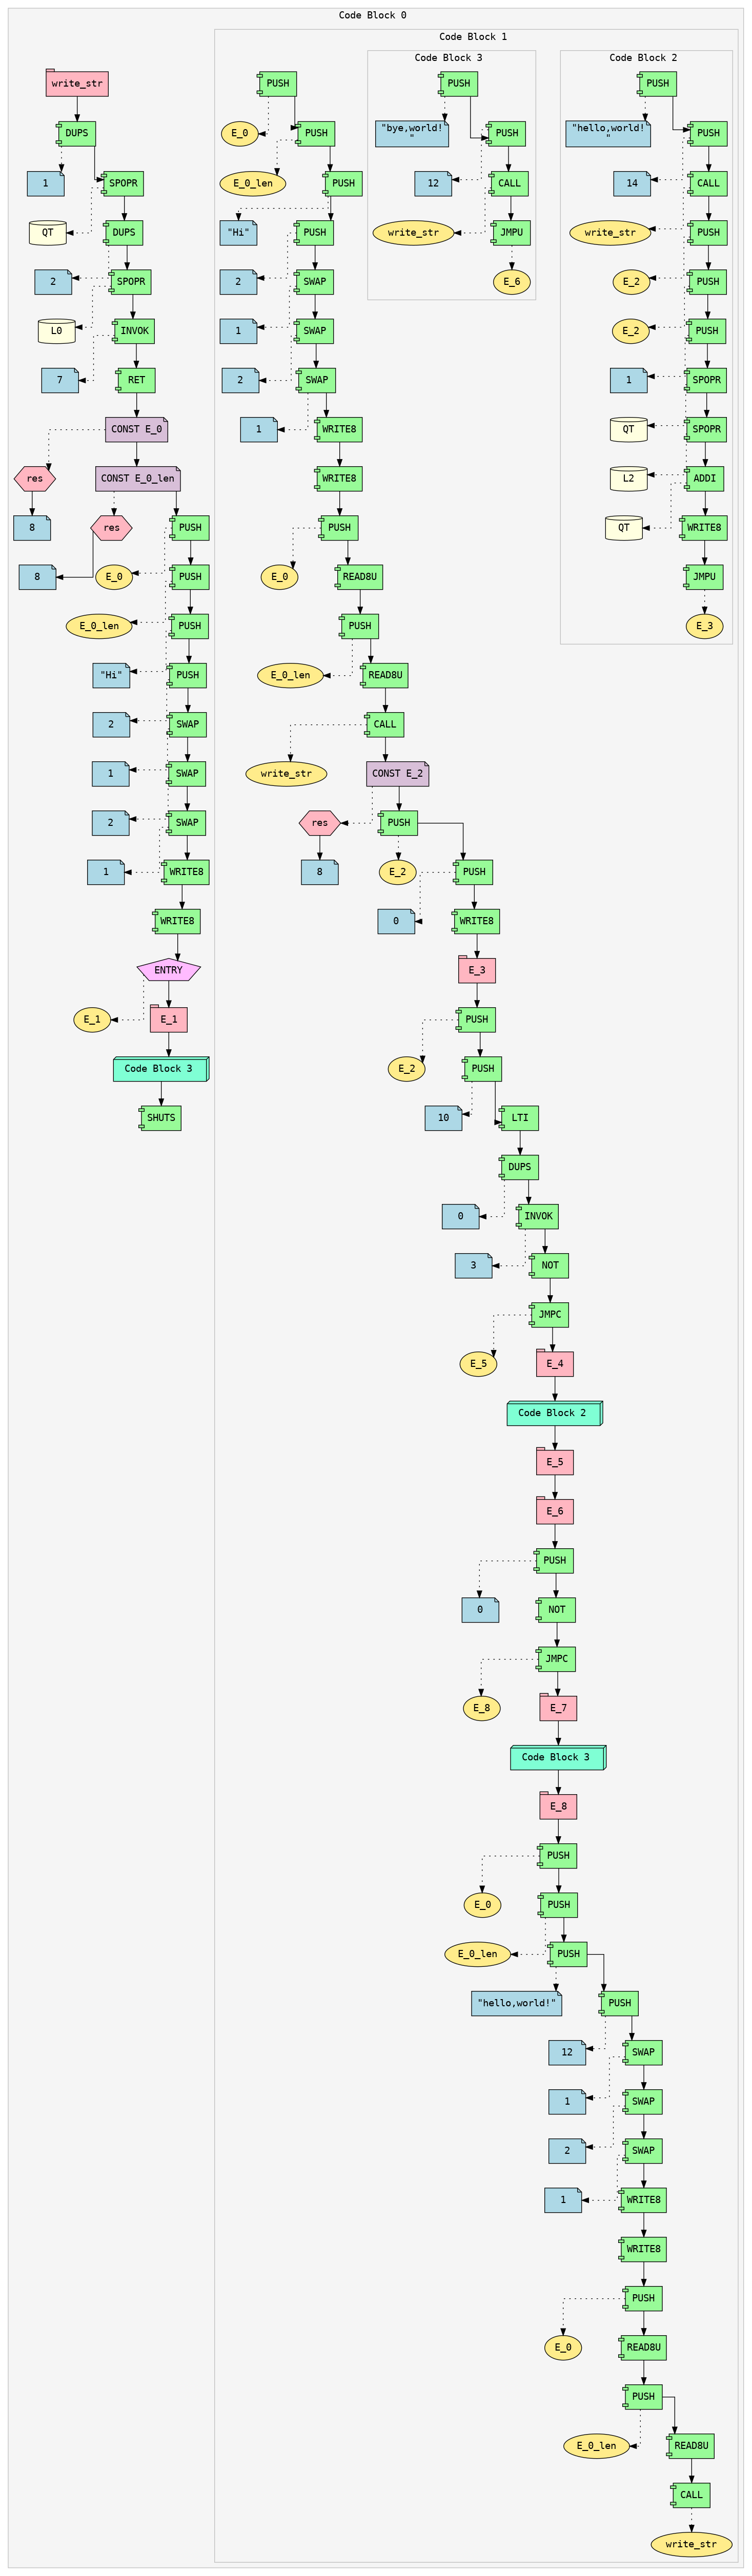 Code Block 0
write_str
DUPS
1
SPOPR
QT
DUPS
2
SPOPR
L0
INVOK
7
RET
CONST E_0
res
CONST E_0_len
8
res
PUSH
8
E_0
PUSH
E_0_len
PUSH
"Hi"
PUSH
2
SWAP
1
SWAP
2
SWAP
1
WRITE8
WRITE8
ENTRY
E_1
E_1
Code Block 3
SHUTS
Code Block 1
PUSH
E_0
PUSH
E_0_len
PUSH
"Hi"
PUSH
2
SWAP
1
SWAP
2
SWAP
1
WRITE8
WRITE8
PUSH
E_0
READ8U
PUSH
E_0_len
READ8U
CALL
write_str
CONST E_2
res
PUSH
8
E_2
PUSH
0
WRITE8
E_3
PUSH
E_2
PUSH
10
LTI
DUPS
0
INVOK
3
NOT
JMPC
E_5
E_4
Code Block 2
E_5
E_6
PUSH
0
NOT
JMPC
E_8
E_7
Code Block 3
E_8
PUSH
E_0
PUSH
E_0_len
PUSH
"hello,world!"
PUSH
12
SWAP
1
SWAP
2
SWAP
1
WRITE8
WRITE8
PUSH
E_0
READ8U
PUSH
E_0_len
READ8U
CALL
write_str
Code Block 3
PUSH
"bye,world!
"
PUSH
12
CALL
write_str
JMPU
E_6
Code Block 2
PUSH
"hello,world!
"
PUSH
14
CALL
write_str
PUSH
E_2
PUSH
E_2
PUSH
1
SPOPR
QT
SPOPR
L2
ADDI
QT
WRITE8
JMPU
E_3